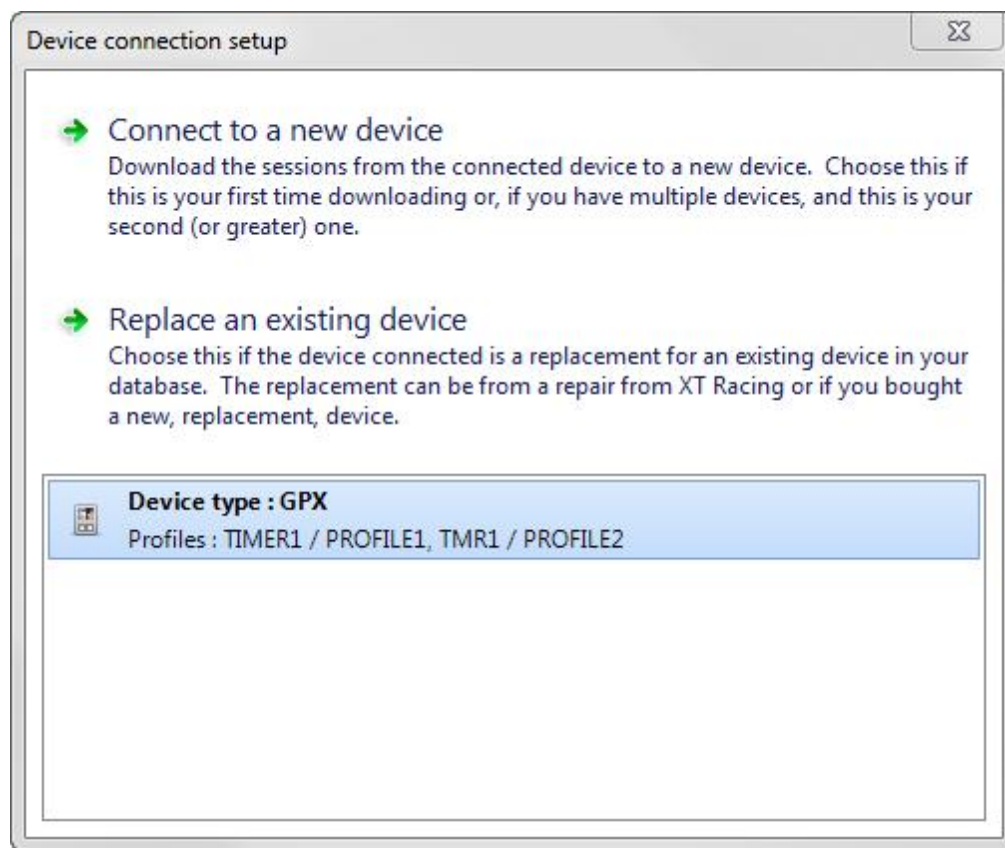 Device connection setup
Connect to a new device
Download the sessions from the connected device to a new device.  Choose this if
this is your first time downloading or, if you have multiple devices, and this is your
second (or greater) one.
Replace an existing device
Choose this if the device connected is a replacement for an existing device in your
database.  The replacement can be from a repair from XT Racing or if you bought
a new, replacement, device.
Device type : GPX
Profiles : TIMER1 / PROFILE1, TMR1 / PROFILE2